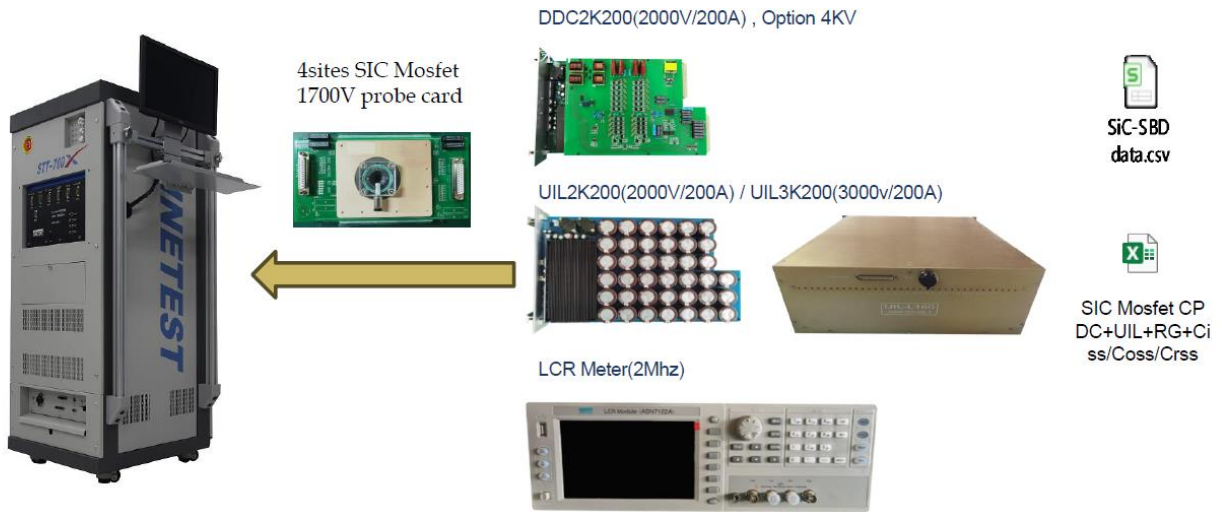 DDC2K200(2000V/200A) , Option 4KV
4sites SIC Mosfet
1700V probe card
SiC-SBD
data.csv
STT-700X
INETEST
UIL2K200(2000V/200A) / UIL3K200(3000v/200A)
SIC Mosfet CP
DC+UIL+RG+Ci
ss/Coss/Crss
LCR Meter(2Mhz)